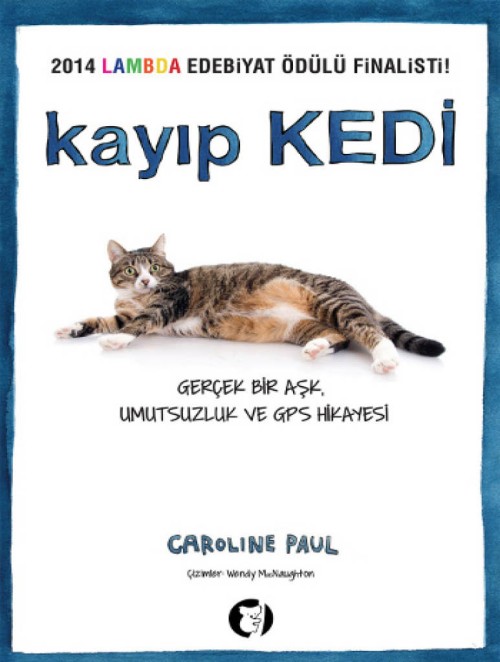 2014 LAMBDA EDEBİYAT ÖDÜLÜ FİNALİSTİ!
kayıp KEDİ
GERÇEK BİR AŞK,
UMUTSUZLUK VE GPS HİKAYESİ
CAROLINE PAUL
Çizimler: Wendy MacNaughton